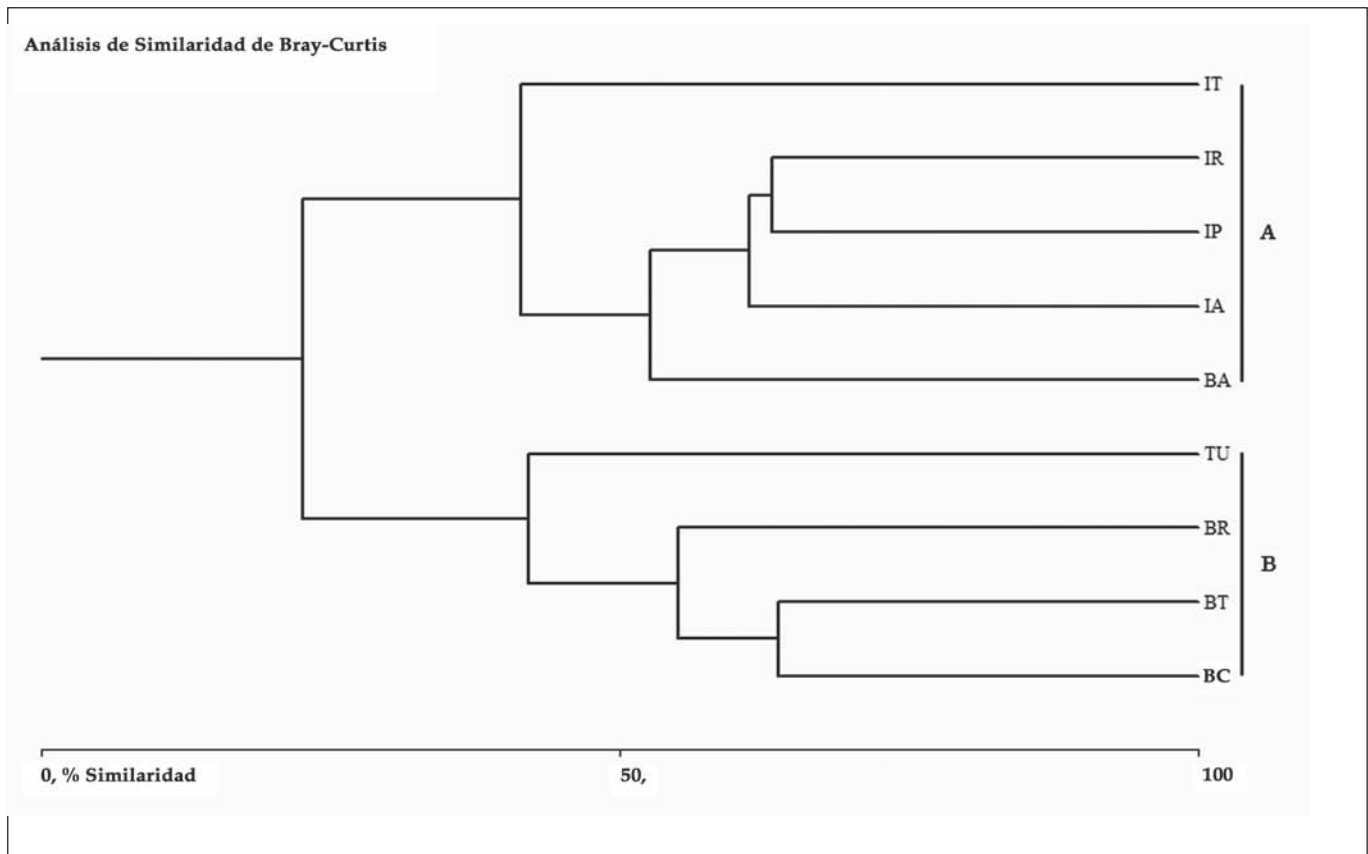 Análisis de Similaridad de Bray-Curtis
IT
IR
IP
A
IA
BA
TU
BR
B
BT
BC
0, % Similaridad 50, 100